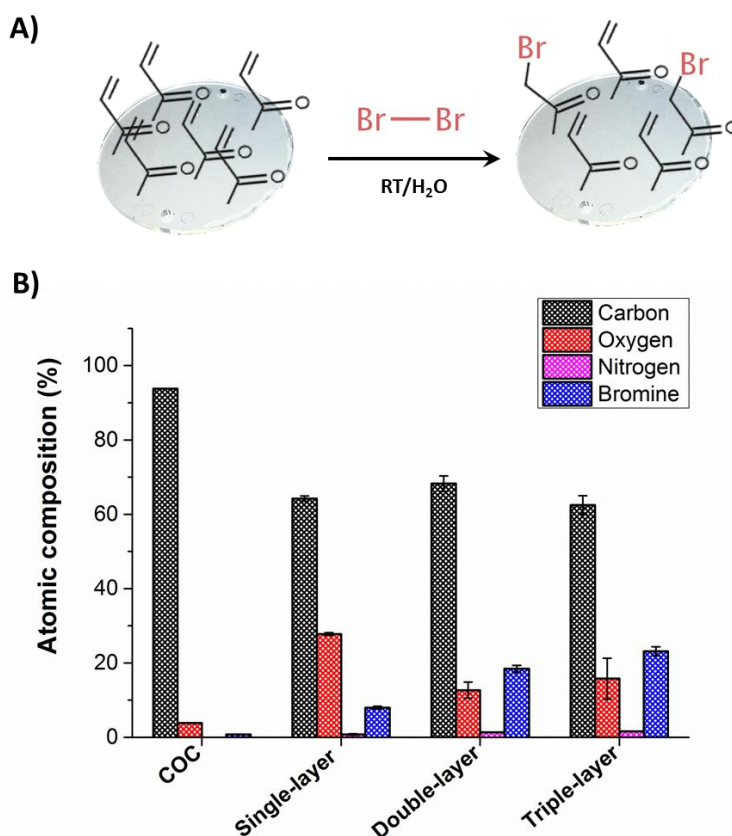 A)
Br
Br
Br — Br
RT/H₂O
O
O
O
O
O
O
O
O
O
O
B)
Carbon
Oxygen
Nitrogen
Bromine
Atomic composition (%)
100
80
60
40
20
0
COC
Single-layer
Double-layer
Triple-layer